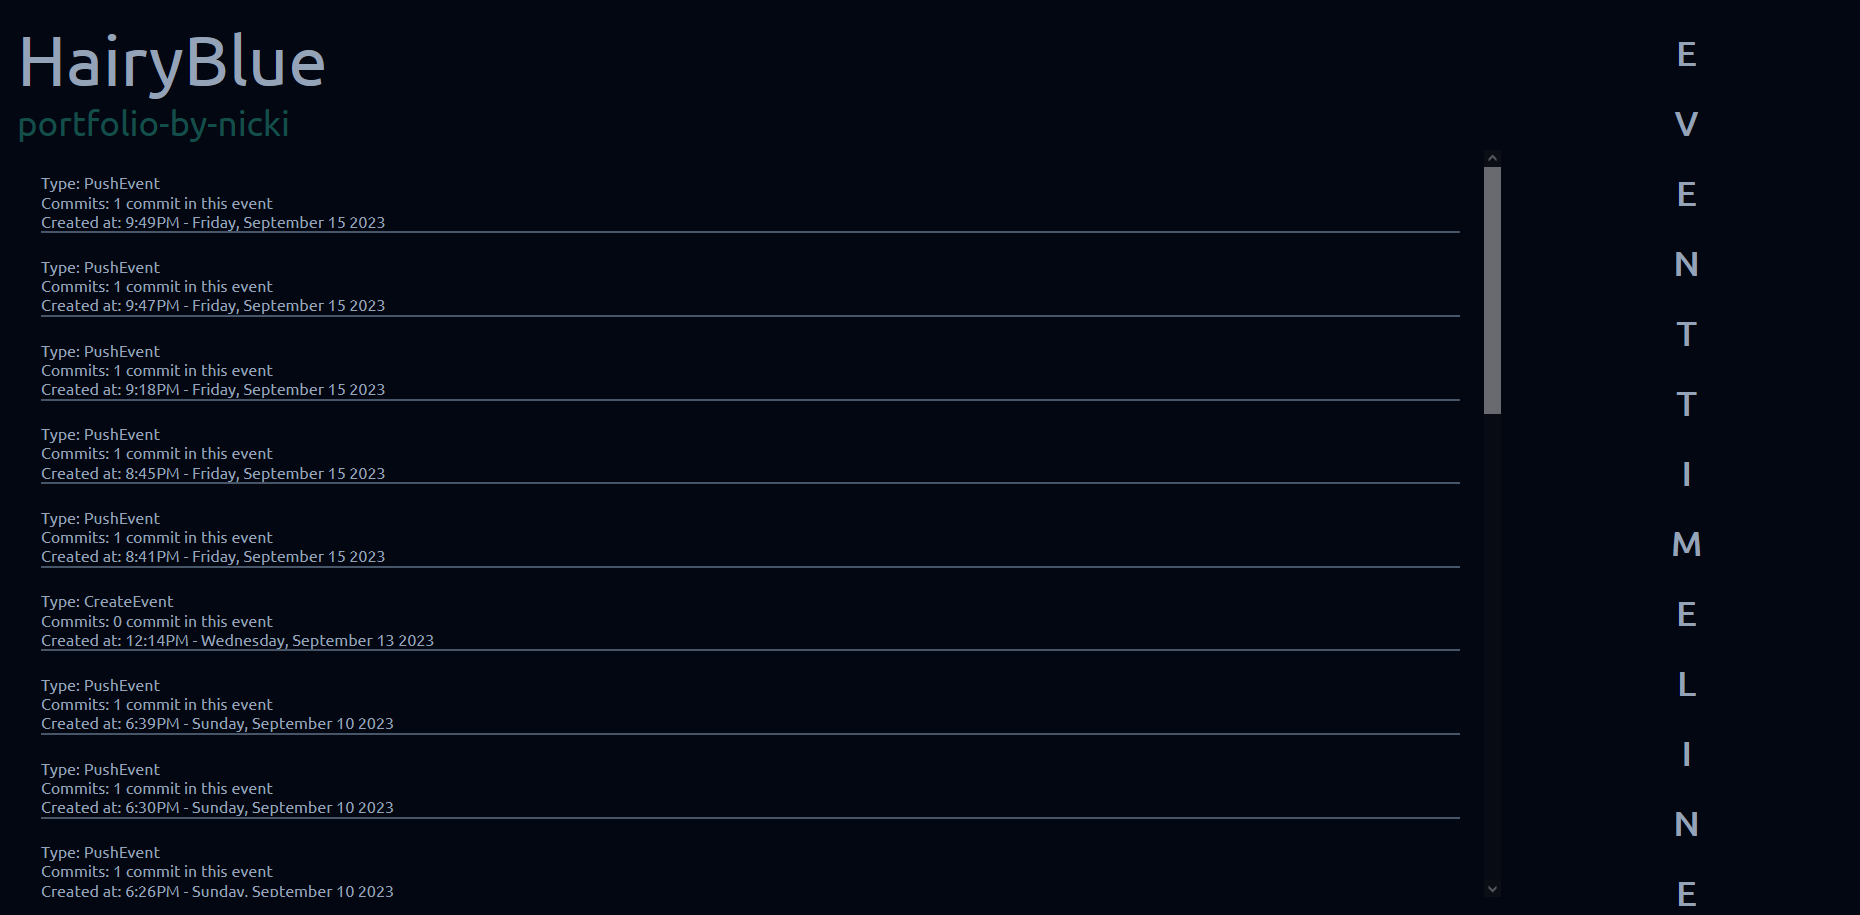 HairyBlue
portfolio-by-nicki
Type: PushEvent
Commits: 1 commit in this event
Created at: 9:49PM - Friday, September 15 2023
Type: PushEvent
Commits: 1 commit in this event
Created at: 9:47PM - Friday, September 15 2023
Type: PushEvent
Commits: 1 commit in this event
Created at: 9:18PM - Friday, September 15 2023
Type: PushEvent
Commits: 1 commit in this event
Created at: 8:45PM - Friday, September 15 2023
Type: PushEvent
Commits: 1 commit in this event
Created at: 8:41PM - Friday, September 15 2023
Type: CreateEvent
Commits: 0 commit in this event
Created at: 12:14PM - Wednesday, September 13 2023
Type: PushEvent
Commits: 1 commit in this event
Created at: 6:39PM - Sunday, September 10 2023
Type: PushEvent
Commits: 1 commit in this event
Created at: 6:30PM - Sunday, September 10 2023
Type: PushEvent
Commits: 1 commit in this event
Created at: 6:26PM - Sunday, September 10 2023
E
V
E
N
T
T
I
M
E
L
I
N
E